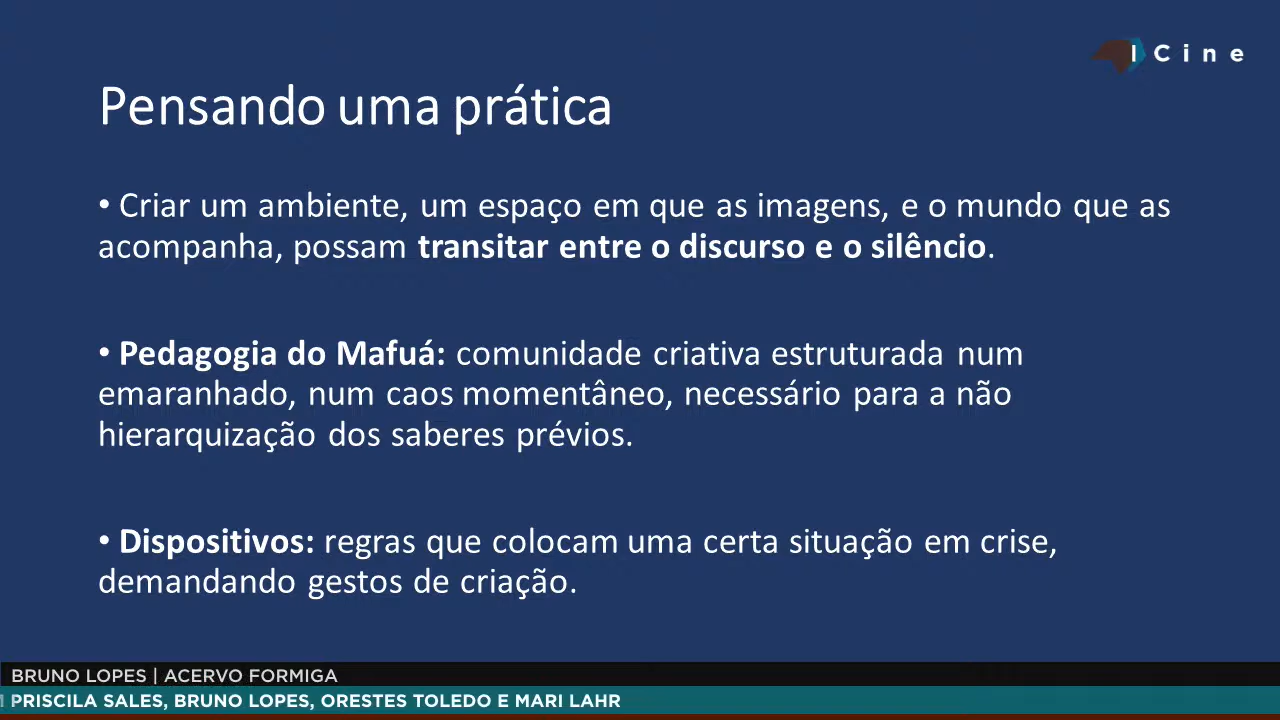 I Cine
Pensando uma prática
• Criar um ambiente, um espaço em que as imagens, e o mundo que as
acompanha, possam transitar entre o discurso e o silêncio.
• Pedagogia do Mafuá: comunidade criativa estruturada num
emaranhado, num caos momentâneo, necessário para a não
hierarquização dos saberes prévios.
• Dispositivos: regras que colocam uma certa situação em crise,
demandando gestos de criação.
BRUNO LOPES | ACERVO FORMIGA
PRISCILA SALES, BRUNO LOPES, ORESTES TOLEDO E MARI LAHR